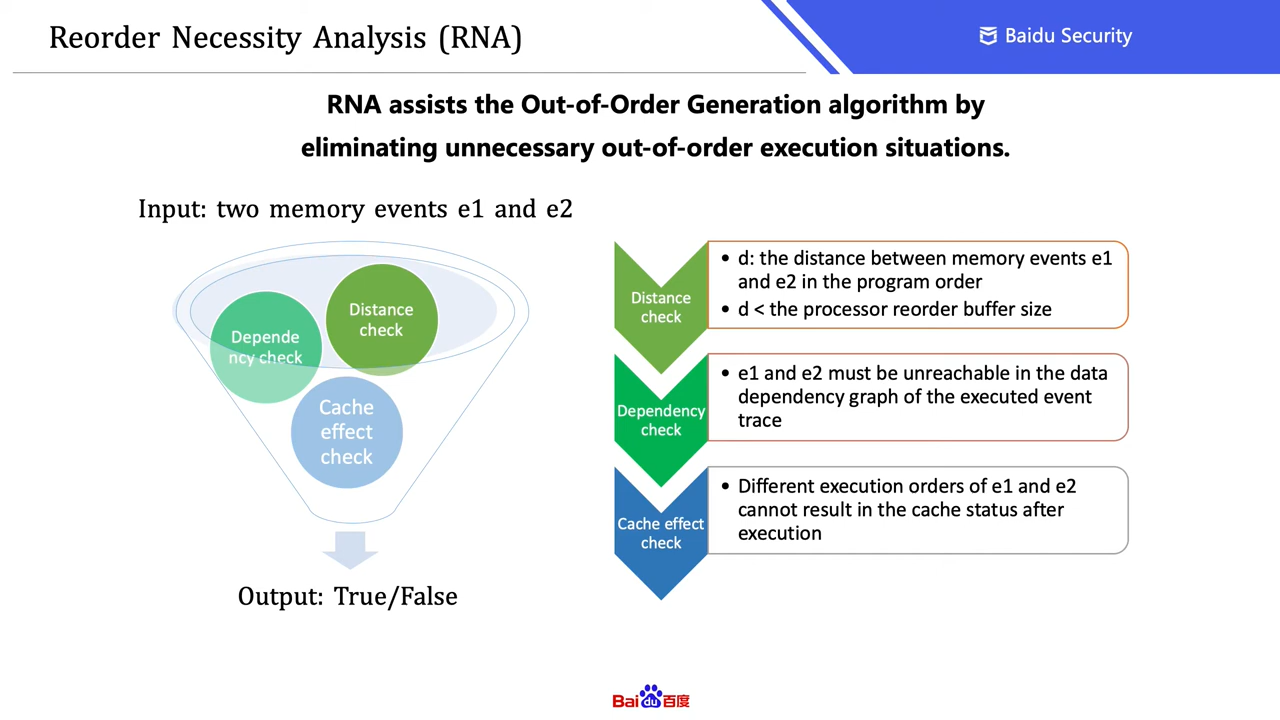 Reorder Necessity Analysis (RNA)
Baidu Security
RNA assists the Out-of-Order Generation algorithm by
eliminating unnecessary out-of-order execution situations.
Input: two memory events e1 and e2
Depende
ncy check
Distance
check
Cache
effect
check
Output: True/False
Distance
check
• d: the distance between memory events e1
and e2 in the program order
• d < the processor reorder buffer size
Dependency
check
• e1 and e2 must be unreachable in the data
dependency graph of the executed event
trace
Cache effect
check
• Different execution orders of e1 and e2
cannot result in the cache status after
execution
Bai du 百度